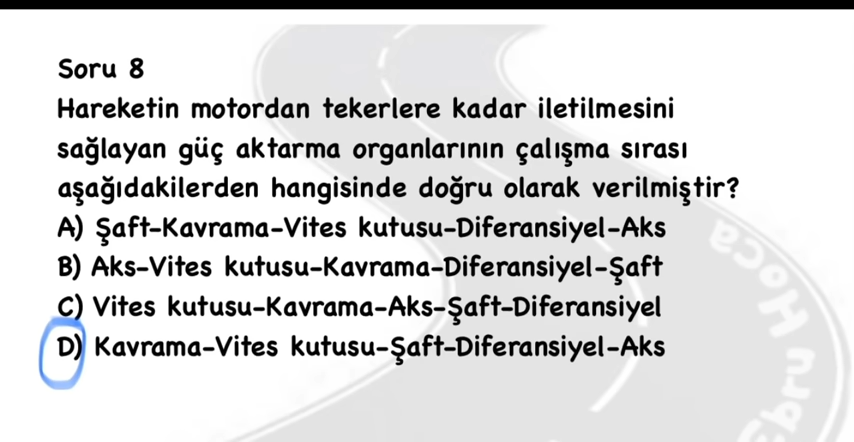 Soru 8
Hareketin motordan tekerlere kadar iletilmesini
sağlayan güç aktarma organlarının çalışma sırası
aşağıdakilerden hangisinde doğru olarak verilmiştir?
A) Şaft-Kavrama-Vites kutusu-Diferansiyel-Aks
B) Aks-Vites kutusu-Kavrama-Diferansiyel-Şaft
C) Vites kutusu-Kavrama-Aks-Şaft-Diferansiyel
D) Kavrama-Vites kutusu-Şaft-Diferansiyel-Aks
Ebru Hoca